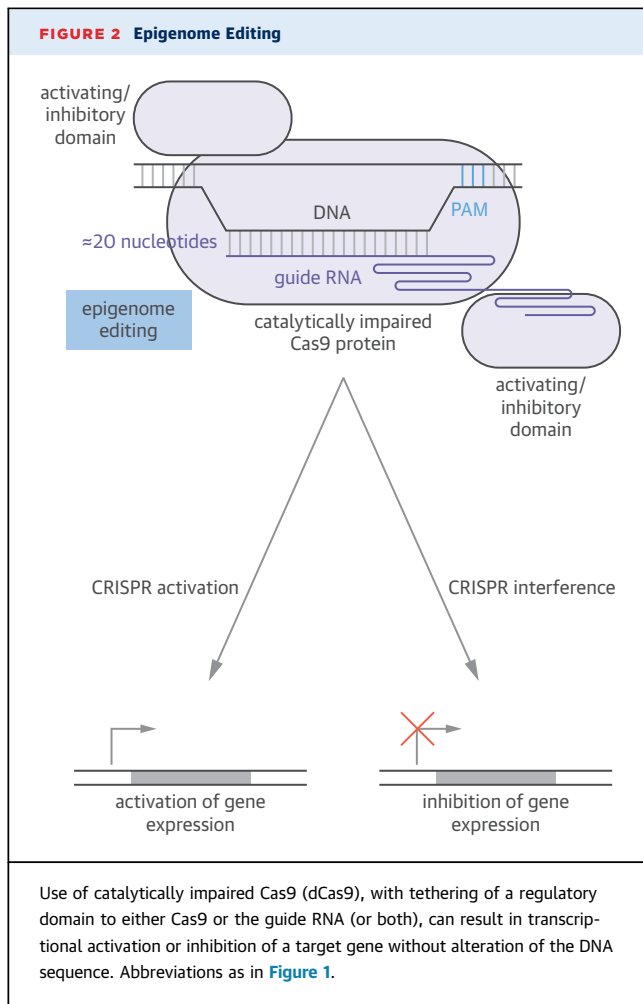 FIGURE 2 Epigenome Editing
activating/
inhibitory
domain
DNA
PAM
≈20 nucleotides
guide RNA
epigenome
editing
catalytically impaired
Cas9 protein
activating/
inhibitory
domain
CRISPR activation
CRISPR interference
activation of gene
expression
inhibition of gene
expression
Use of catalytically impaired Cas9 (dCas9), with tethering of a regulatory
domain to either Cas9 or the guide RNA (or both), can result in transcrip-
tional activation or inhibition of a target gene without alteration of the DNA
sequence. Abbreviations as in Figure 1.